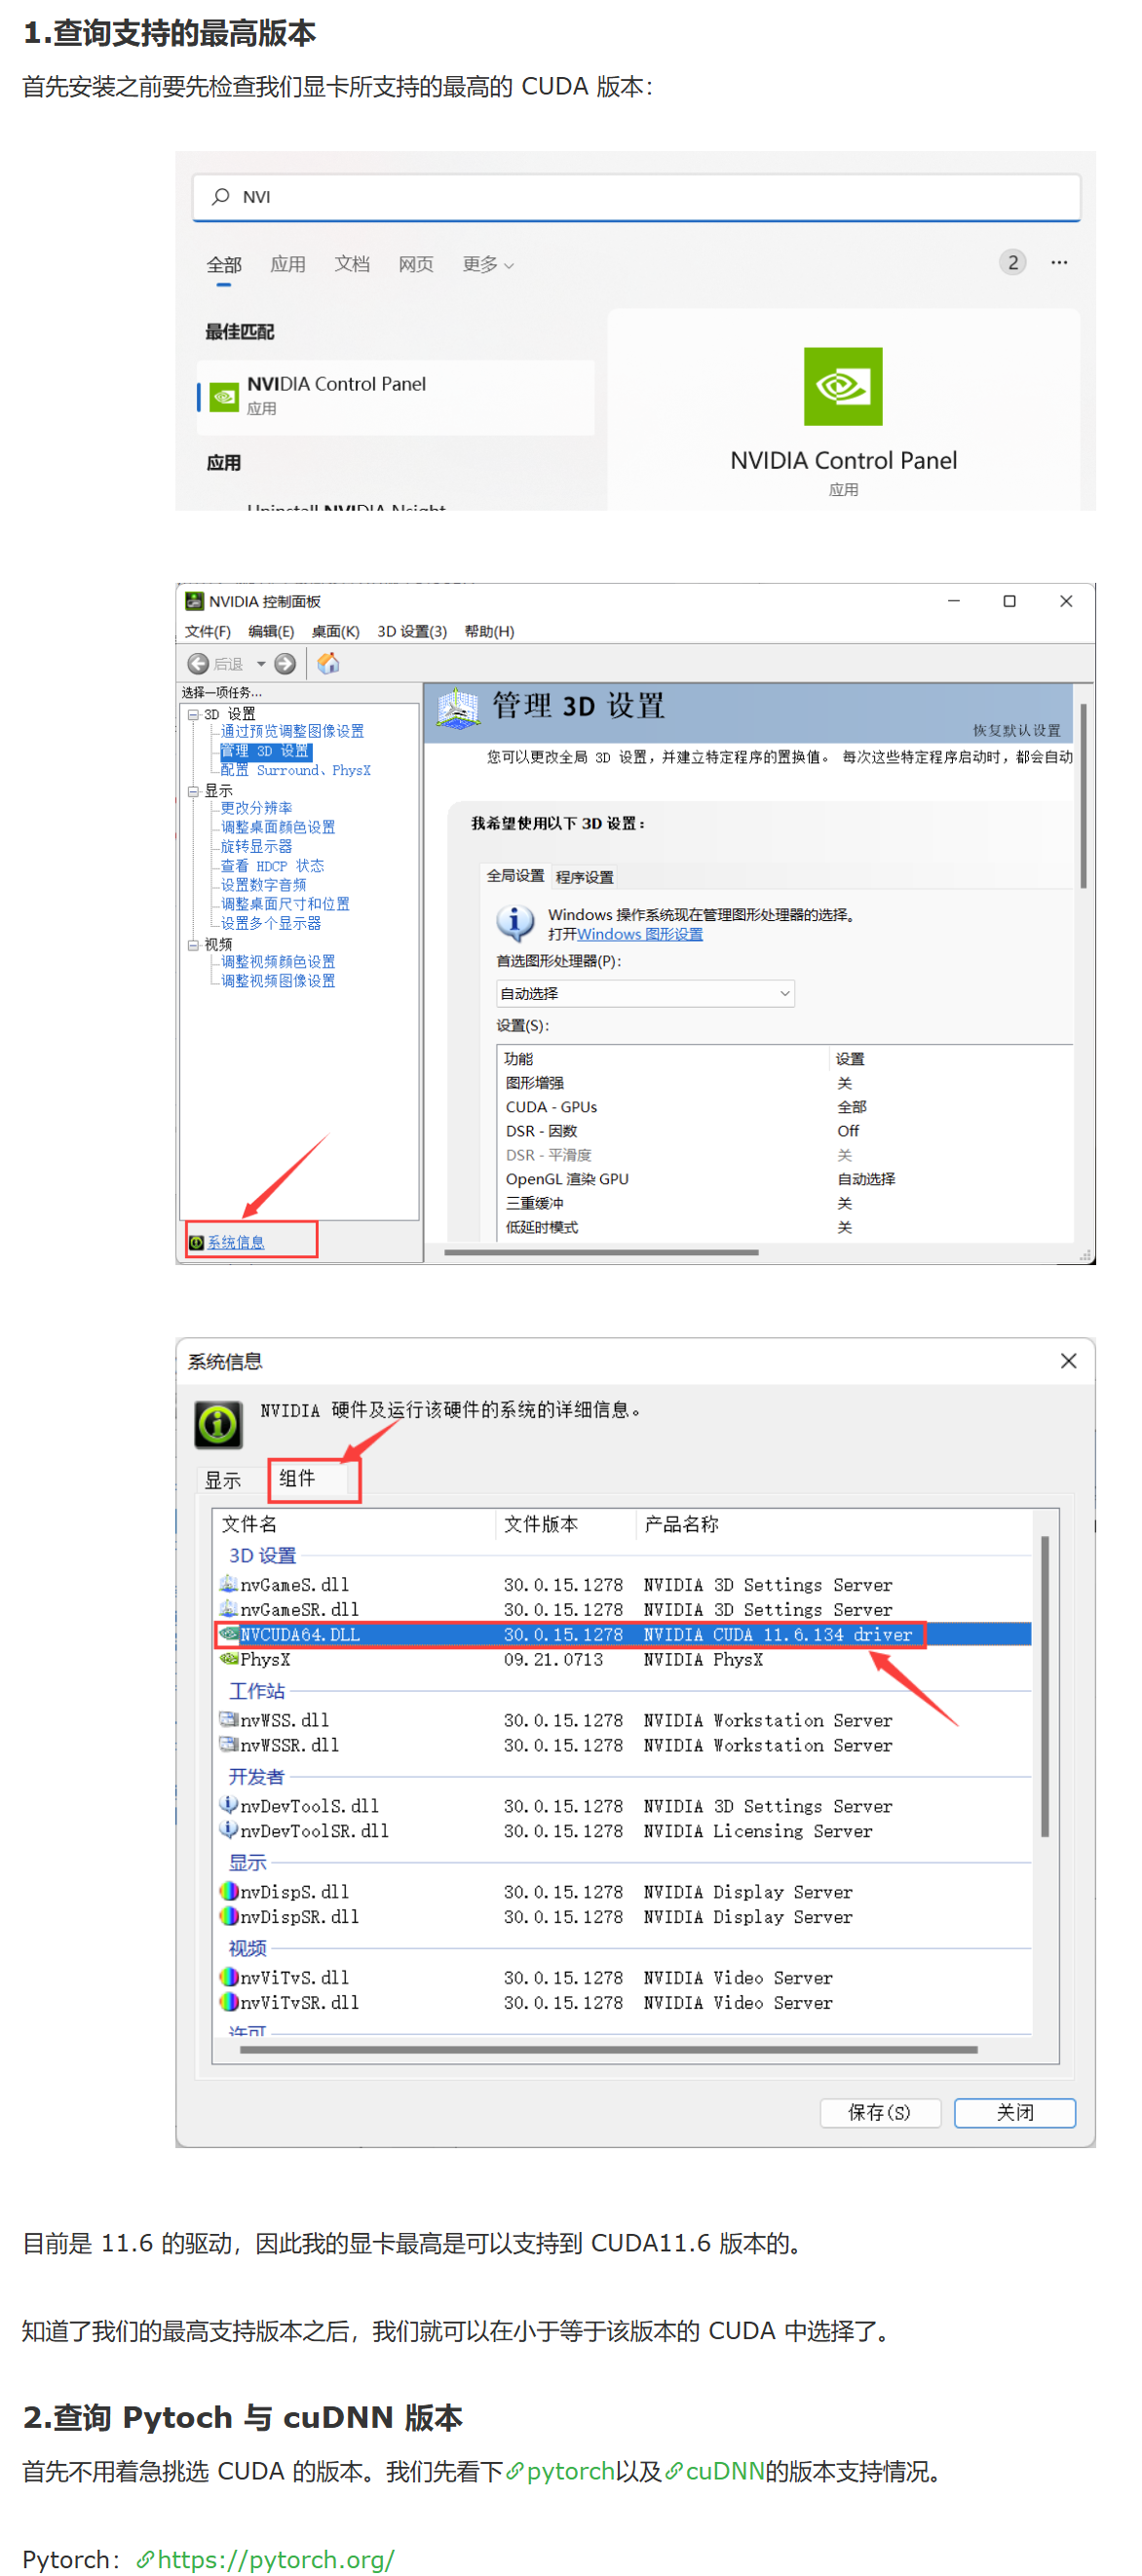 1.查询支持的最高版本
首先安装之前要先检查我们显卡所支持的最高的 CUDA 版本：
NVI
全部 应用 文档 网页 更多
2 ···
最佳匹配
NVIDIA Control Panel
应用
应用
NVIDIA Control Panel
应用
Uninstall NVIDIA Nsight
NVIDIA 控制面板
文件(F) 编辑(E) 桌面(K) 3D 设置(3) 帮助(H)
后退
选择一项任务...
3D 设置
通过预览调整图像设置
管理 3D 设置
配置 Surround、PhysX
显示
更改分辨率
调整桌面颜色设置
旋转显示器
查看 HDCP 状态
设置数字音频
调整桌面尺寸和位置
设置多个显示器
视频
调整视频颜色设置
调整视频图像设置
系统信息
管理 3D 设置
恢复默认设置
您可以更改全局 3D 设置，并建立特定程序的置换值。 每次这些特定程序启动时，都会自动
我希望使用以下 3D 设置：
全局设置 程序设置
Windows 操作系统现在管理图形处理器的选择。
打开Windows 图形设置
首选图形处理器(P)：
自动选择
设置(S)：
功能 设置
图形增强 关
CUDA - GPUs 全部
DSR - 因数 Off
DSR - 平滑度 关
OpenGL 渲染 GPU 自动选择
三重缓冲 关
低延时模式 关
系统信息
NVIDIA 硬件及运行该硬件的系统的详细信息。
显示 组件
文件名 文件版本 产品名称
3D 设置
nvGameS.dll 30.0.15.1278 NVIDIA 3D Settings Server
nvGameSR.dll 30.0.15.1278 NVIDIA 3D Settings Server
NVCUDA64.DLL 30.0.15.1278 NVIDIA CUDA 11.6.134 driver
PhysX 09.21.0713 NVIDIA PhysX
工作站
nvWSS.dll 30.0.15.1278 NVIDIA Workstation Server
nvWSSR.dll 30.0.15.1278 NVIDIA Workstation Server
开发者
nvDevToolS.dll 30.0.15.1278 NVIDIA 3D Settings Server
nvDevToolSR.dll 30.0.15.1278 NVIDIA Licensing Server
显示
nvDispS.dll 30.0.15.1278 NVIDIA Display Server
nvDispSR.dll 30.0.15.1278 NVIDIA Display Server
视频
nvViTvS.dll 30.0.15.1278 NVIDIA Video Server
nvViTvSR.dll 30.0.15.1278 NVIDIA Video Server
许可
保存(S) 关闭
目前是 11.6 的驱动，因此我的显卡最高是可以支持到 CUDA11.6 版本的。
知道了我们的最高支持版本之后，我们就可以在小于等于该版本的 CUDA 中选择了。
2.查询 Pytoch 与 cuDNN 版本
首先不用着急挑选 CUDA 的版本。我们先看下pytorch以及cuDNN的版本支持情况。
Pytorch：https://pytorch.org/